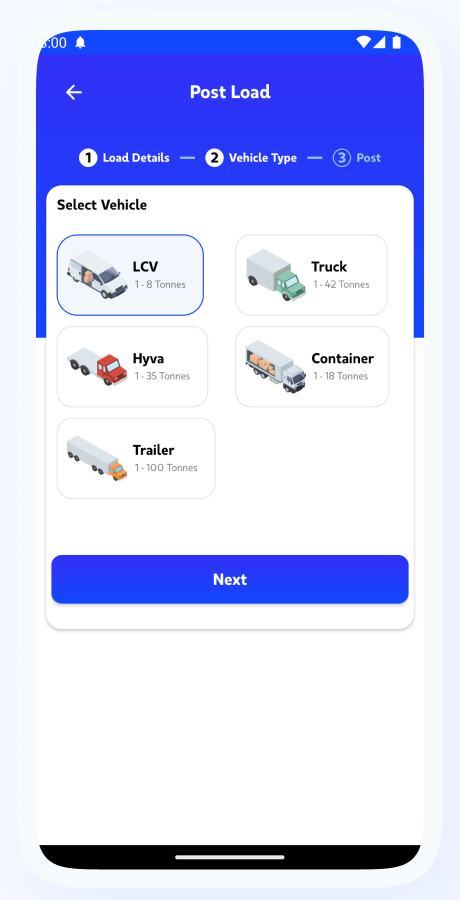 :00
Post Load
1 Load Details — 2 Vehicle Type — 3 Post
Select Vehicle
LCV
1 - 8 Tonnes
Truck
1 - 42 Tonnes
Hyva
1 - 35 Tonnes
Container
1 - 18 Tonnes
Trailer
1 - 100 Tonnes
Next